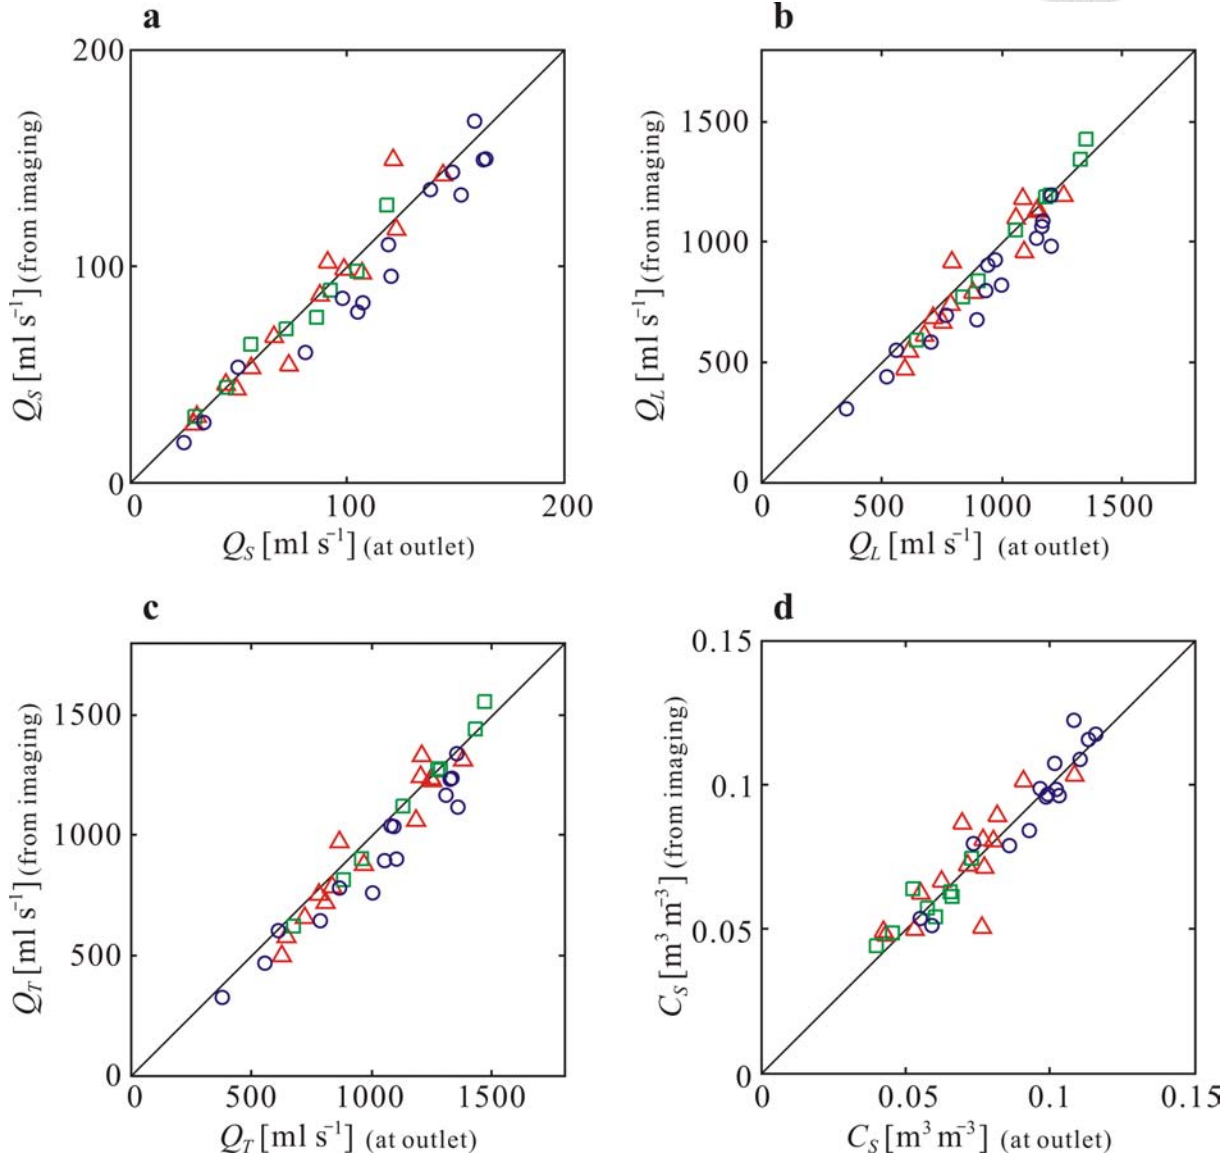 a
200
100
0
0
100
200
Q_S [ml s⁻¹] (from imaging)
Q_S [ml s⁻¹] (at outlet)
b
1500
1000
500
0
0
500
1000
1500
Q_L [ml s⁻¹] (from imaging)
Q_L [ml s⁻¹] (at outlet)
c
1500
1000
500
0
0
500
1000
1500
Q_T [ml s⁻¹] (from imaging)
Q_T [ml s⁻¹] (at outlet)
d
0.15
0.1
0.05
0
0
0.05
0.1
0.15
C_S [m³ m⁻³] (from imaging)
C_S [m³ m⁻³] (at outlet)